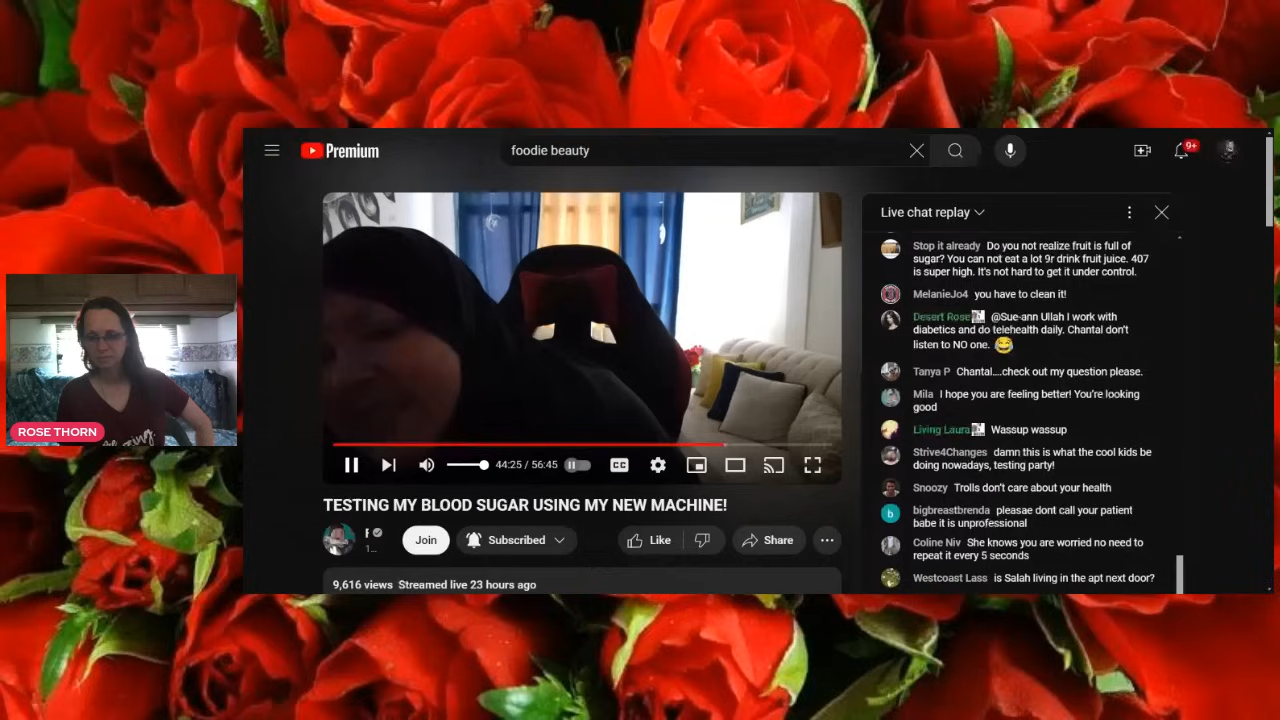 Premium
foodie beauty
9+
Live chat replay
Stop it already Do you not realize fruit is full of
sugar? You can not eat a lot 9r drink fruit juice. 407
is super high. It's not hard to get it under control.
MelanieJo4 you have to clean it!
Desert Rose @Sue-ann Ullah I work with
diabetics and do telehealth daily. Chantal don't
listen to NO one.
Tanya P Chantal....check out my question please.
Mila I hope you are feeling better! You're looking
good
Living Laura Wassup wassup
Strive4Changes damn this is what the cool kids be
doing nowadays, testing party!
Snoozy Trolls don't care about your health
b bigbreastbrenda pleasae dont call your patient
babe it is unprofessional
Coline Niv She knows you are worried no need to
repeat it every 5 seconds
Westcoast Lass is Salah living in the apt next door?
ROSE THORN
44:25 / 56:45
CC
TESTING MY BLOOD SUGAR USING MY NEW MACHINE!
F
1...
Join
Subscribed
Like
Share
9,616 views Streamed live 23 hours ago